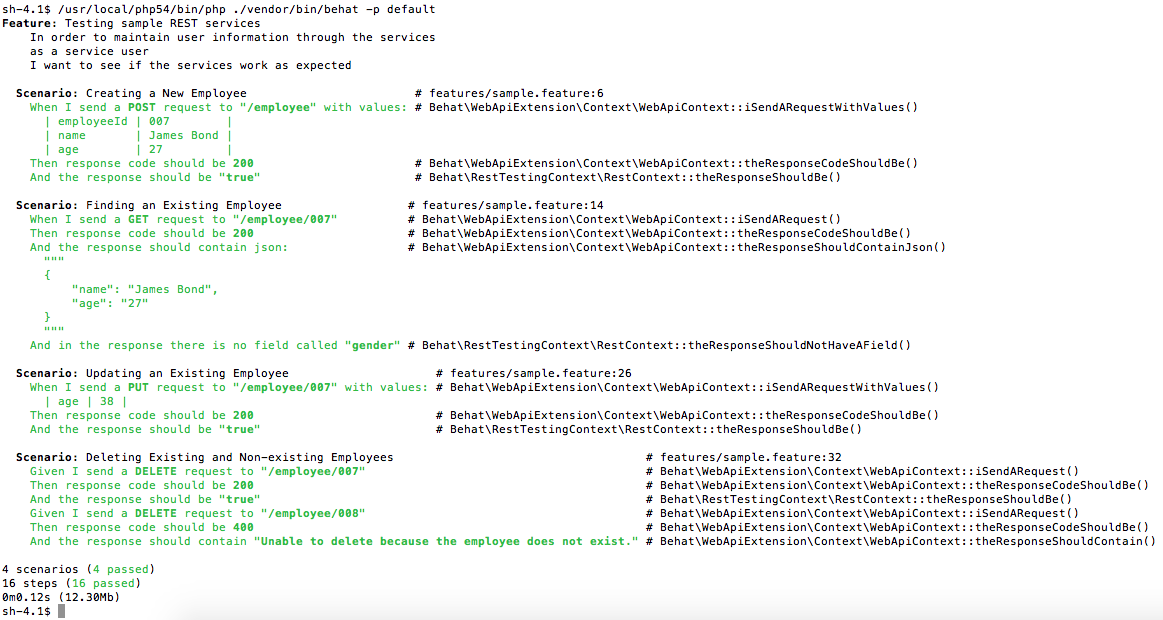 sh-4.1$ /usr/local/php54/bin/php ./vendor/bin/behat -p default
Feature: Testing sample REST services
    In order to maintain user information through the services
    as a service user
    I want to see if the services work as expected

  Scenario: Creating a New Employee                        # features/sample.feature:6
    When I send a POST request to "/employee" with values: # Behat\WebApiExtension\Context\WebApiContext::iSendARequestWithValues()
      | employeeId | 007        |
      | name       | James Bond |
      | age        | 27         |
    Then response code should be 200                       # Behat\WebApiExtension\Context\WebApiContext::theResponseCodeShouldBe()
    And the response should be "true"                      # Behat\RestTestingContext\RestContext::theResponseShouldBe()

  Scenario: Finding an Existing Employee                  # features/sample.feature:14
    When I send a GET request to "/employee/007"          # Behat\WebApiExtension\Context\WebApiContext::iSendARequest()
    Then response code should be 200                      # Behat\WebApiExtension\Context\WebApiContext::theResponseCodeShouldBe()
    And the response should contain json:                 # Behat\WebApiExtension\Context\WebApiContext::theResponseShouldContainJson()
      """
      {
          "name": "James Bond",
          "age": "27"
      }
      """
    And in the response there is no field called "gender" # Behat\RestTestingContext\RestContext::theResponseShouldNotHaveAField()

  Scenario: Updating an Existing Employee                     # features/sample.feature:26
    When I send a PUT request to "/employee/007" with values: # Behat\WebApiExtension\Context\WebApiContext::iSendARequestWithValues()
      | age | 38 |
    Then response code should be 200                          # Behat\WebApiExtension\Context\WebApiContext::theResponseCodeShouldBe()
    And the response should be "true"                         # Behat\RestTestingContext\RestContext::theResponseShouldBe()

  Scenario: Deleting Existing and Non-existing Employees                                    # features/sample.feature:32
    Given I send a DELETE request to "/employee/007"                                        # Behat\WebApiExtension\Context\WebApiContext::iSendARequest()
    Then response code should be 200                                                        # Behat\WebApiExtension\Context\WebApiContext::theResponseCodeShouldBe()
    And the response should be "true"                                                       # Behat\RestTestingContext\RestContext::theResponseShouldBe()
    Given I send a DELETE request to "/employee/008"                                        # Behat\WebApiExtension\Context\WebApiContext::iSendARequest()
    Then response code should be 400                                                        # Behat\WebApiExtension\Context\WebApiContext::theResponseCodeShouldBe()
    And the response should contain "Unable to delete because the employee does not exist." # Behat\WebApiExtension\Context\WebApiContext::theResponseShouldContain()

4 scenarios (4 passed)
16 steps (16 passed)
0m0.12s (12.30Mb)
sh-4.1$